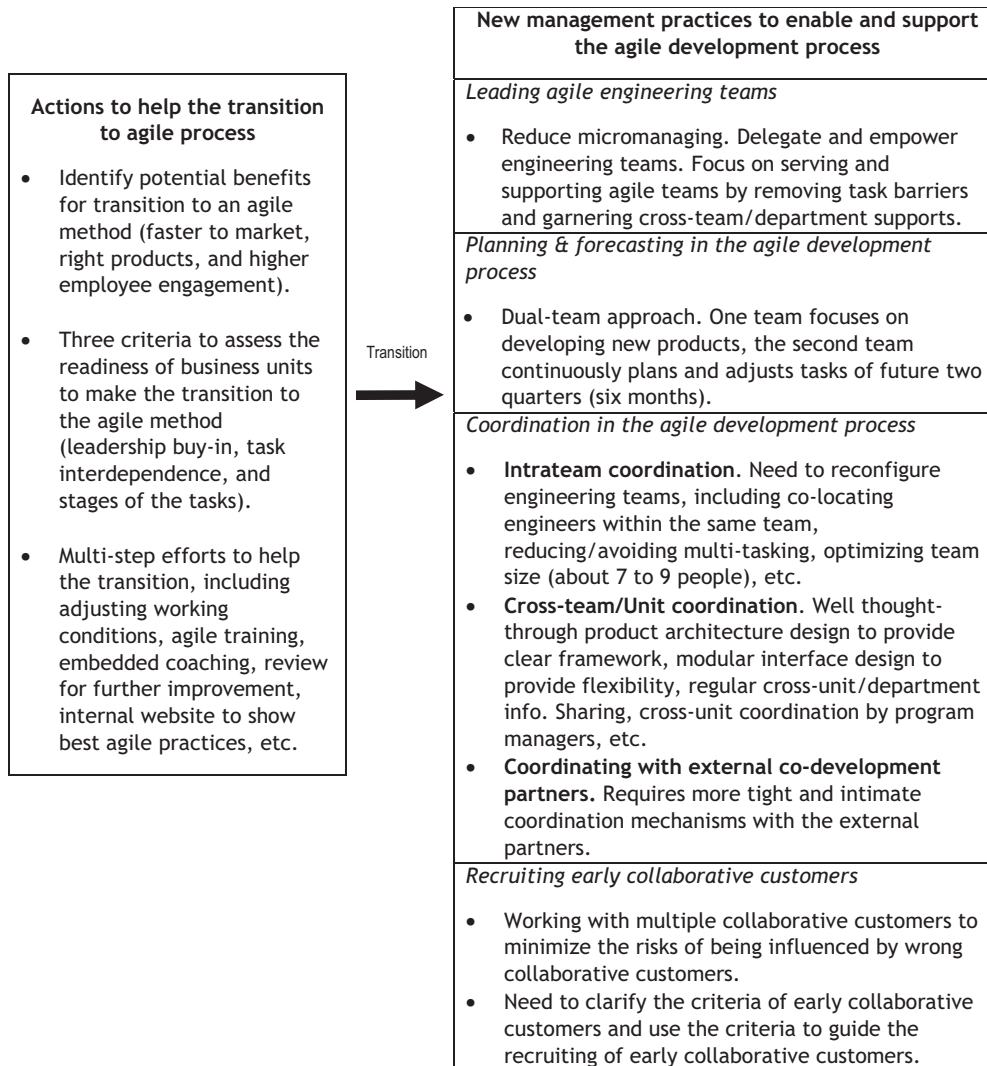 Actions to help the transition
to agile process
• Identify potential benefits
for transition to an agile
method (faster to market,
right products, and higher
employee engagement).
• Three criteria to assess the
readiness of business units
to make the transition to
the agile method
(leadership buy-in, task
interdependence, and
stages of the tasks).
• Multi-step efforts to help
the transition, including
adjusting working
conditions, agile training,
embedded coaching, review
for further improvement,
internal website to show
best agile practices, etc.
Transition
New management practices to enable and support
the agile development process
Leading agile engineering teams
• Reduce micromanaging. Delegate and empower
engineering teams. Focus on serving and
supporting agile teams by removing task barriers
and garnering cross-team/department supports.
Planning & forecasting in the agile development
process
• Dual-team approach. One team focuses on
developing new products, the second team
continuously plans and adjusts tasks of future two
quarters (six months).
Coordination in the agile development process
• Intrateam coordination. Need to reconfigure
engineering teams, including co-locating
engineers within the same team,
reducing/avoiding multi-tasking, optimizing team
size (about 7 to 9 people), etc.
• Cross-team/Unit coordination. Well thought-
through product architecture design to provide
clear framework, modular interface design to
provide flexibility, regular cross-unit/department
info. Sharing, cross-unit coordination by program
managers, etc.
• Coordinating with external co-development
partners. Requires more tight and intimate
coordination mechanisms with the external
partners.
Recruiting early collaborative customers
• Working with multiple collaborative customers to
minimize the risks of being influenced by wrong
collaborative customers.
• Need to clarify the criteria of early collaborative
customers and use the criteria to guide the
recruiting of early collaborative customers.